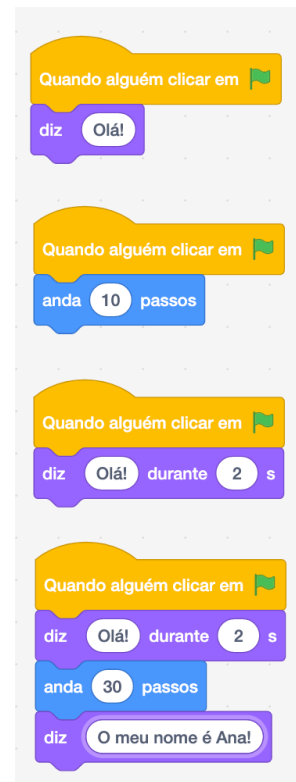 Quando alguém clicar em
diz Olá!
Quando alguém clicar em
anda 10 passos
Quando alguém clicar em
diz Olá! durante 2 s
Quando alguém clicar em
diz Olá! durante 2 s
anda 30 passos
diz O meu nome é Ana!